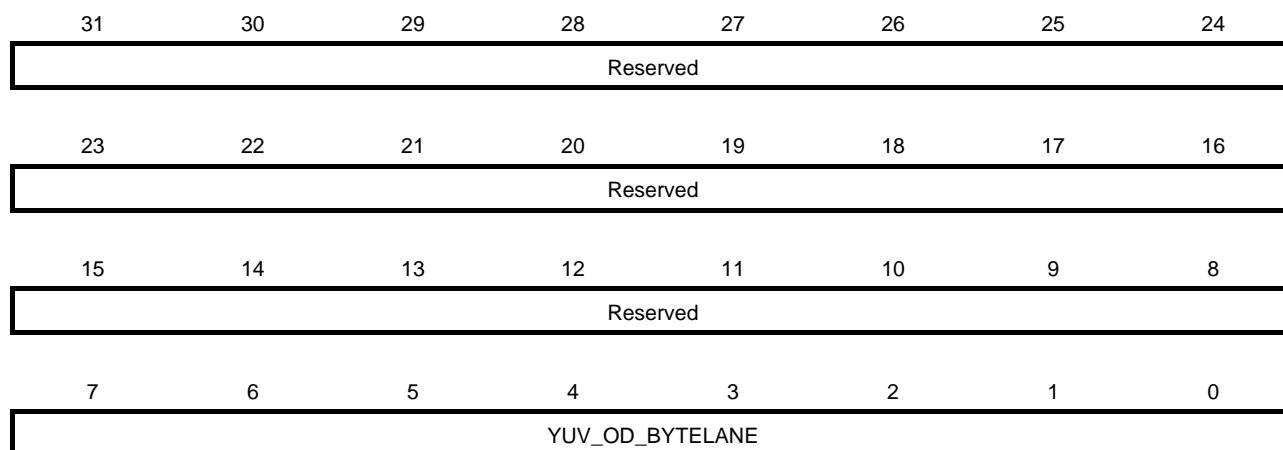 31 30 29 28 27 26 25 24
Reserved
23 22 21 20 19 18 17 16
Reserved
15 14 13 12 11 10 9 8
Reserved
7 6 5 4 3 2 1 0
YUV_OD_BYTELANE